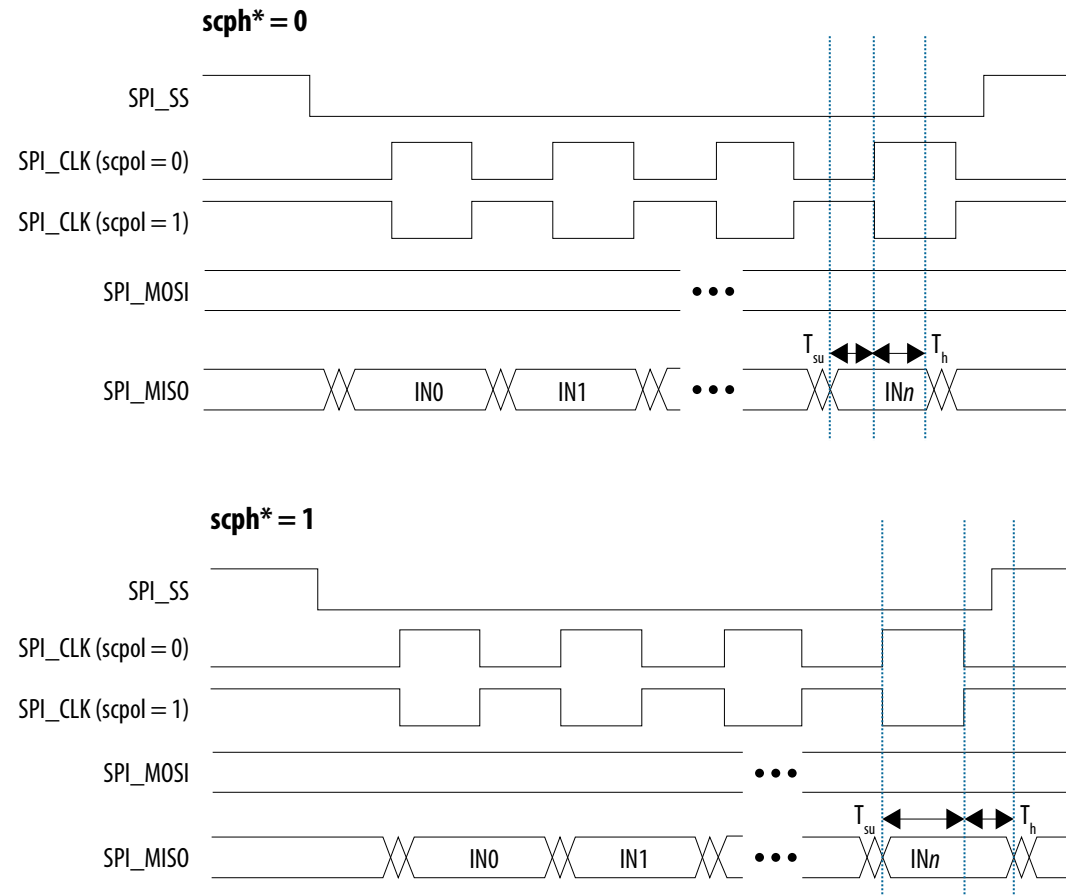 scph* = 0
SPI_SS
SPI_CLK (scpol = 0)
SPI_CLK (scpol = 1)
SPI_MOSI
•••
Tsu
Th
SPI_MISO
IN0
IN1
•••
INn
scph* = 1
SPI_SS
SPI_CLK (scpol = 0)
SPI_CLK (scpol = 1)
SPI_MOSI
•••
Tsu
Th
SPI_MISO
IN0
IN1
•••
INn